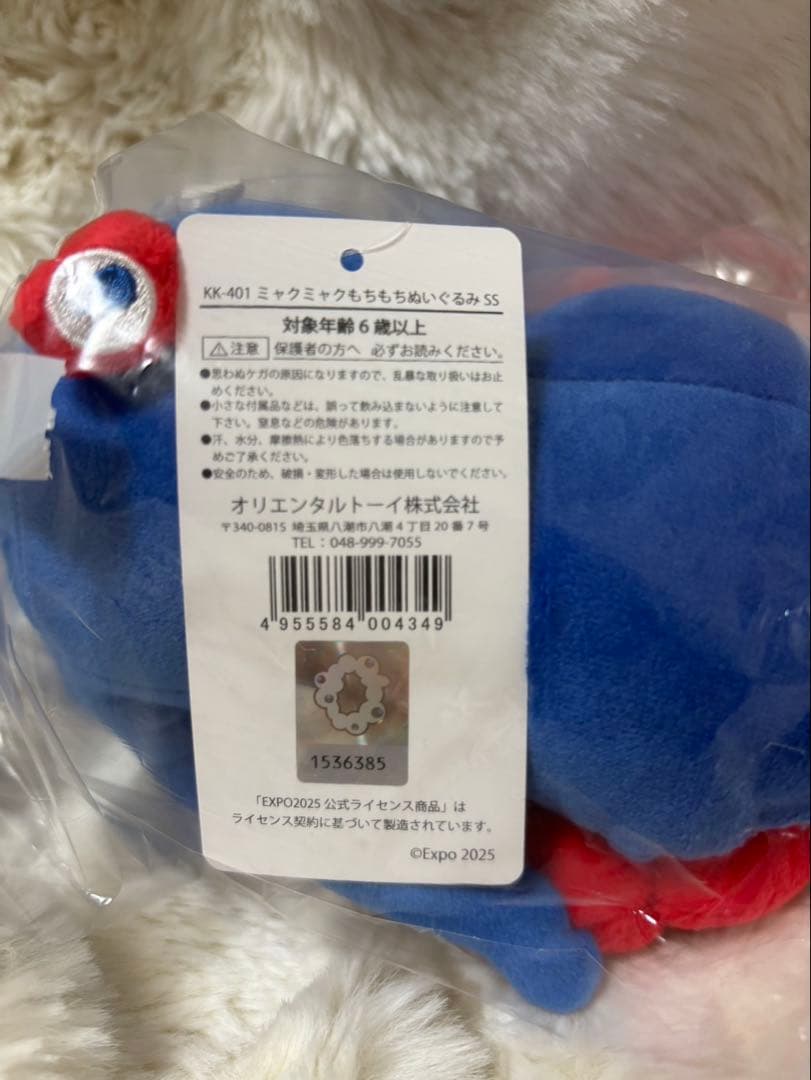 KK-401 ミャクミャクもちもちぬいぐるみ SS
対象年齢6歳以上
⚠注意 保護者の方へ 必ずお読みください。
●思わぬケガの原因になりますので、乱暴な取り扱いはお止
めください。
●小さな付属品などは、誤って飲み込まないように注意して
下さい。窒息などの危険があります。
●汗、水分、摩擦熱により色落ちする場合がありますので予
めご了承ください。
●安全のため、破損・変形した場合は使用しないでください。
オリエンタルトーイ株式会社
〒340-0815 埼玉県八潮市八潮4丁目20番7号
TEL：048-999-7055
4 955584 004349
1536385
「EXPO2025 公式ライセンス商品」は
ライセンス契約に基づいて製造されています。
©Expo 2025